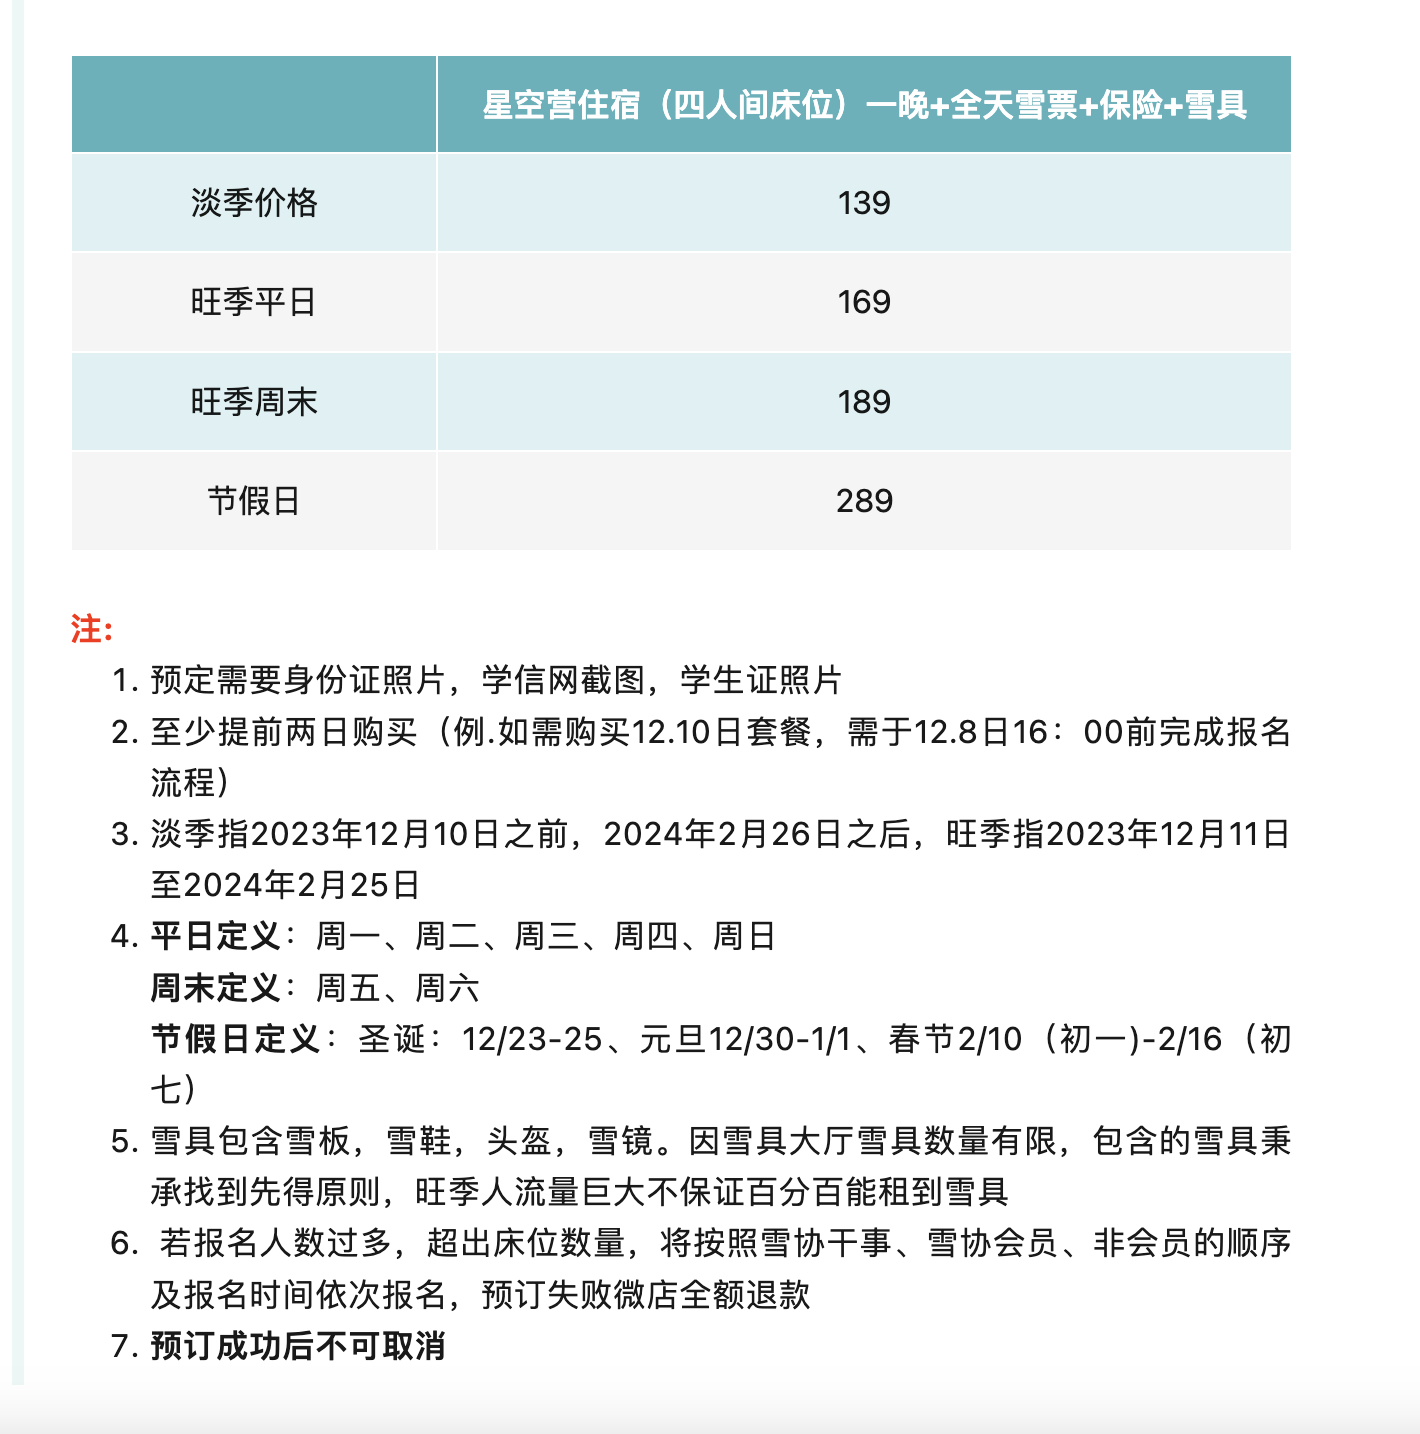 星空营住宿（四人间床位）一晚+全天雪票+保险+雪具
淡季价格 139
旺季平日 169
旺季周末 189
节假日 289
注:
1. 预定需要身份证照片，学信网截图，学生证照片
2. 至少提前两日购买（例.如需购买12.10日套餐，需于12.8日16：00前完成报名
流程）
3. 淡季指2023年12月10日之前，2024年2月26日之后，旺季指2023年12月11日
至2024年2月25日
4. 平日定义：周一、周二、周三、周四、周日
周末定义：周五、周六
节假日定义：圣诞：12/23-25、元旦12/30-1/1、春节2/10（初一)-2/16（初
七）
5. 雪具包含雪板，雪鞋，头盔，雪镜。因雪具大厅雪具数量有限，包含的雪具秉
承找到先得原则，旺季人流量巨大不保证百分百能租到雪具
6. 若报名人数过多，超出床位数量，将按照雪协干事、雪协会员、非会员的顺序
及报名时间依次报名，预订失败微店全额退款
7. 预订成功后不可取消